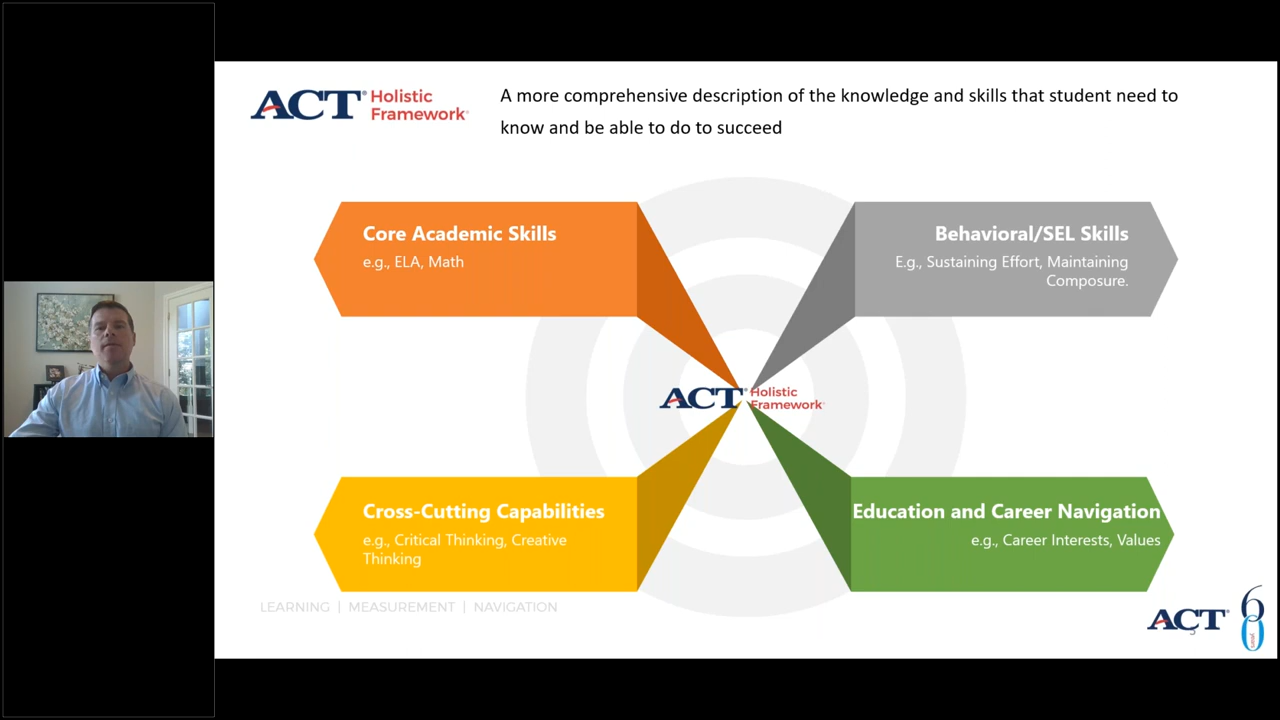 ACT® Holistic
Framework®
A more comprehensive description of the knowledge and skills that student need to
know and be able to do to succeed
Core Academic Skills
e.g., ELA, Math
Behavioral/SEL Skills
E.g., Sustaining Effort, Maintaining
Composure.
ACT® Holistic
Framework®
Cross-Cutting Capabilities
e.g., Critical Thinking, Creative
Thinking
Education and Career Navigation
e.g., Career Interests, Values
LEARNING | MEASUREMENT | NAVIGATION
ACT®
60